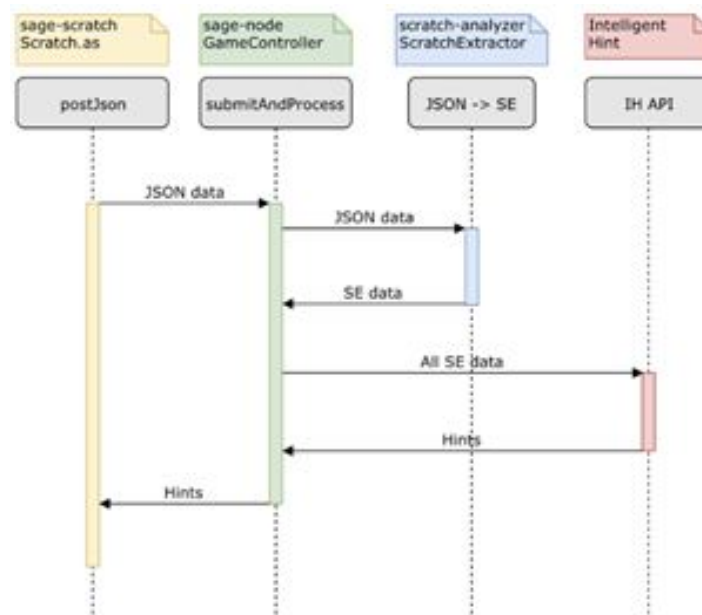 sage-scratch
Scratch.as
sage-node
GameController
scratch-analyzer
ScratchExtractor
Intelligent
Hint
postJson
submitAndProcess
JSON -> SE
IH API
JSON data
JSON data
SE data
All SE data
Hints
Hints